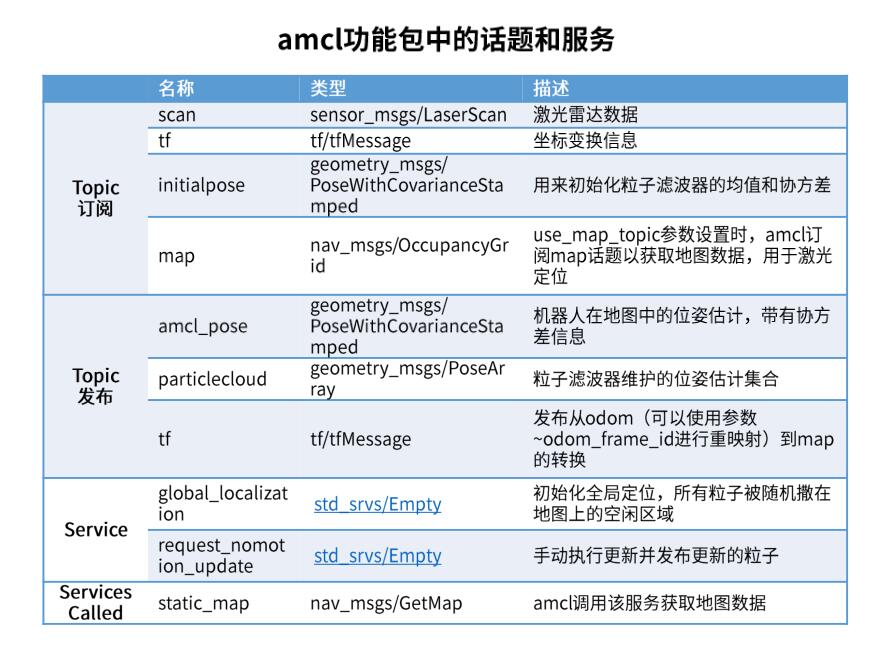 amcl功能包中的话题和服务
名称 类型 描述
Topic
订阅
scan sensor_msgs/LaserScan 激光雷达数据
tf tf/tfMessage 坐标变换信息
initialpose
geometry_msgs/
PoseWithCovarianceSta
mped
用来初始化粒子滤波器的均值和协方差
map
nav_msgs/OccupancyGr
id
use_map_topic参数设置时，amcl订
阅map话题以获取地图数据，用于激光
定位
Topic
发布
amcl_pose
geometry_msgs/
PoseWithCovarianceSta
mped
机器人在地图中的位姿估计，带有协方
差信息
particlecloud
geometry_msgs/PoseAr
ray
粒子滤波器维护的位姿估计集合
tf
tf/tfMessage
发布从odom（可以使用参数
~odom_frame_id进行重映射）到map
的转换
Service
global_localizat
ion
std_srvs/Empty
初始化全局定位，所有粒子被随机撒在
地图上的空闲区域
request_nomot
ion_update
std_srvs/Empty
手动执行更新并发布更新的粒子
Services
Called
static_map nav_msgs/GetMap amcl调用该服务获取地图数据